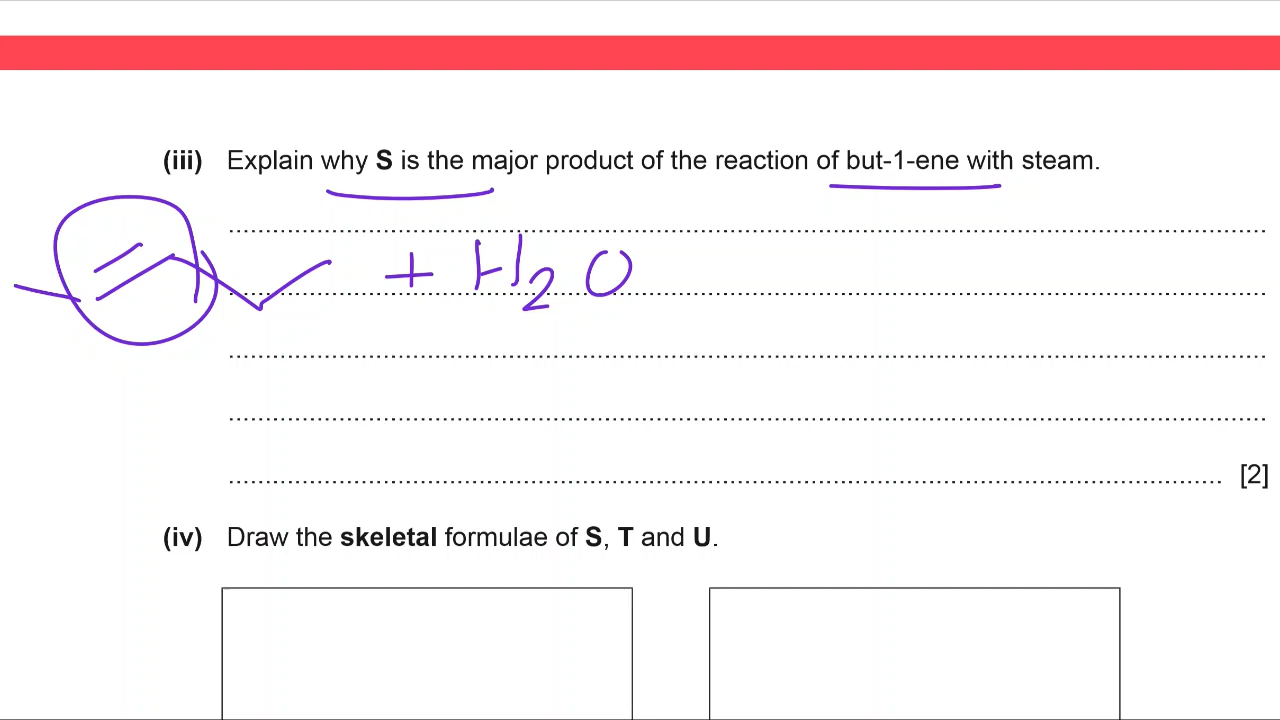 (iii) Explain why S is the major product of the reaction of but-1-ene with steam.
+ H2O
[2]
(iv) Draw the skeletal formulae of S, T and U.